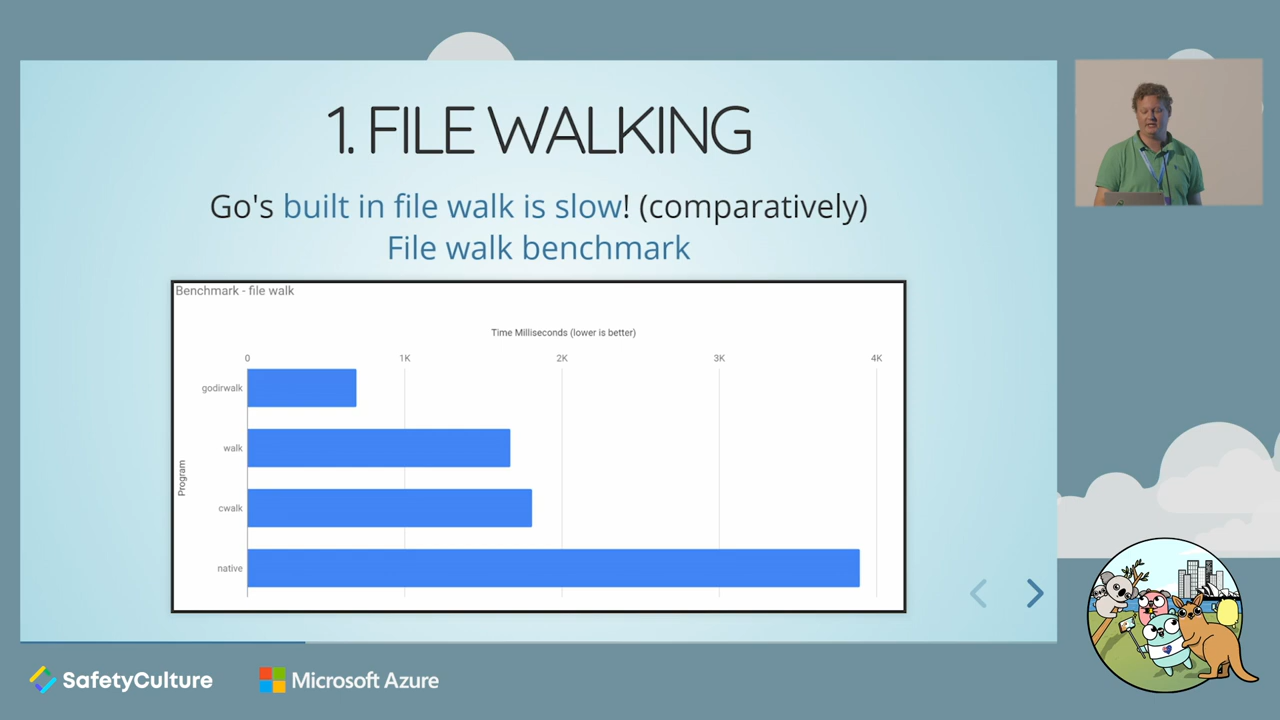 1. FILE WALKING
Go's built in file walk is slow! (comparatively)
File walk benchmark
Benchmark - file walk
Time Milliseconds (lower is better)
0 1K 2K 3K 4K
Program
godirwalk
walk
cwalk
native
SafetyCulture
Microsoft Azure